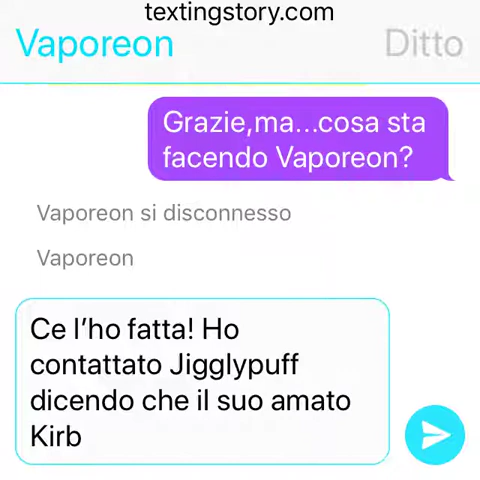 textingstory.com
Vaporeon
Ditto
Grazie,ma...cosa sta
facendo Vaporeon?
Vaporeon si disconnesso
Vaporeon
Ce l’ho fatta! Ho
contattato Jigglypuff
dicendo che il suo amato
Kirb